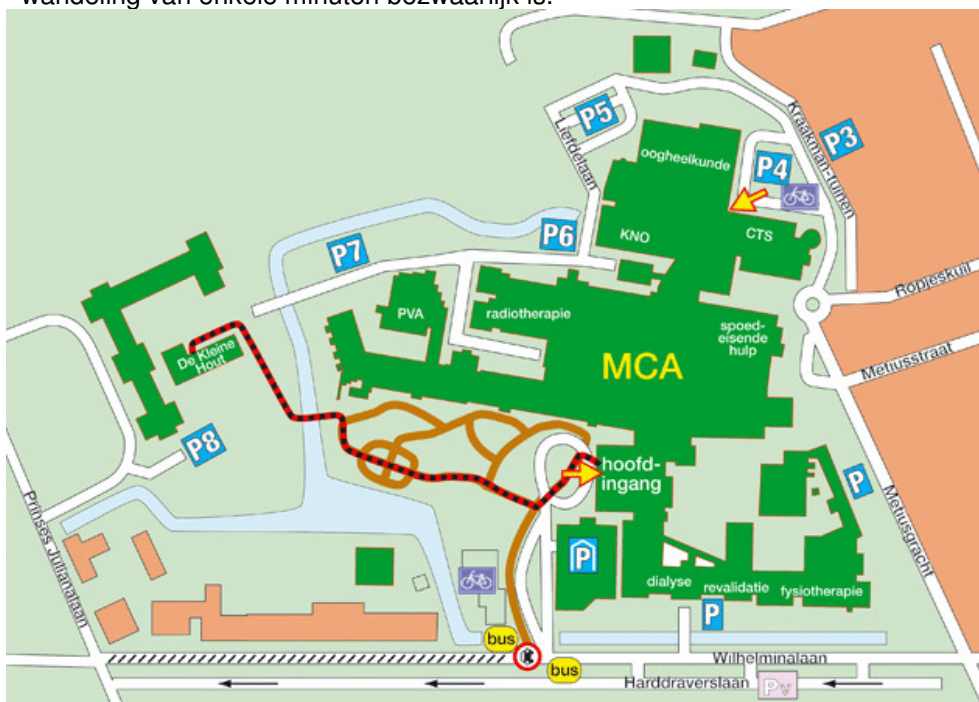 wandeling van enkele minuten bezwaarlijk is.
P5
Liefdelaan
Kraakman-tuinen
P3
oogheelkunde
P4
KNO
CTS
P6
P7
Ropjeskuil
PVA
radiotherapie
spoed-
eisende
hulp
De Kleine
Hout
MCA
Metiusstraat
P8
hoofd-
ingang
P
Prinses Julianalaan
Metiusgracht
P
dialyse
revalidatie
fysiotherapie
P
bus
bus
Wilhelminalaan
Harddraverslaan
Pv